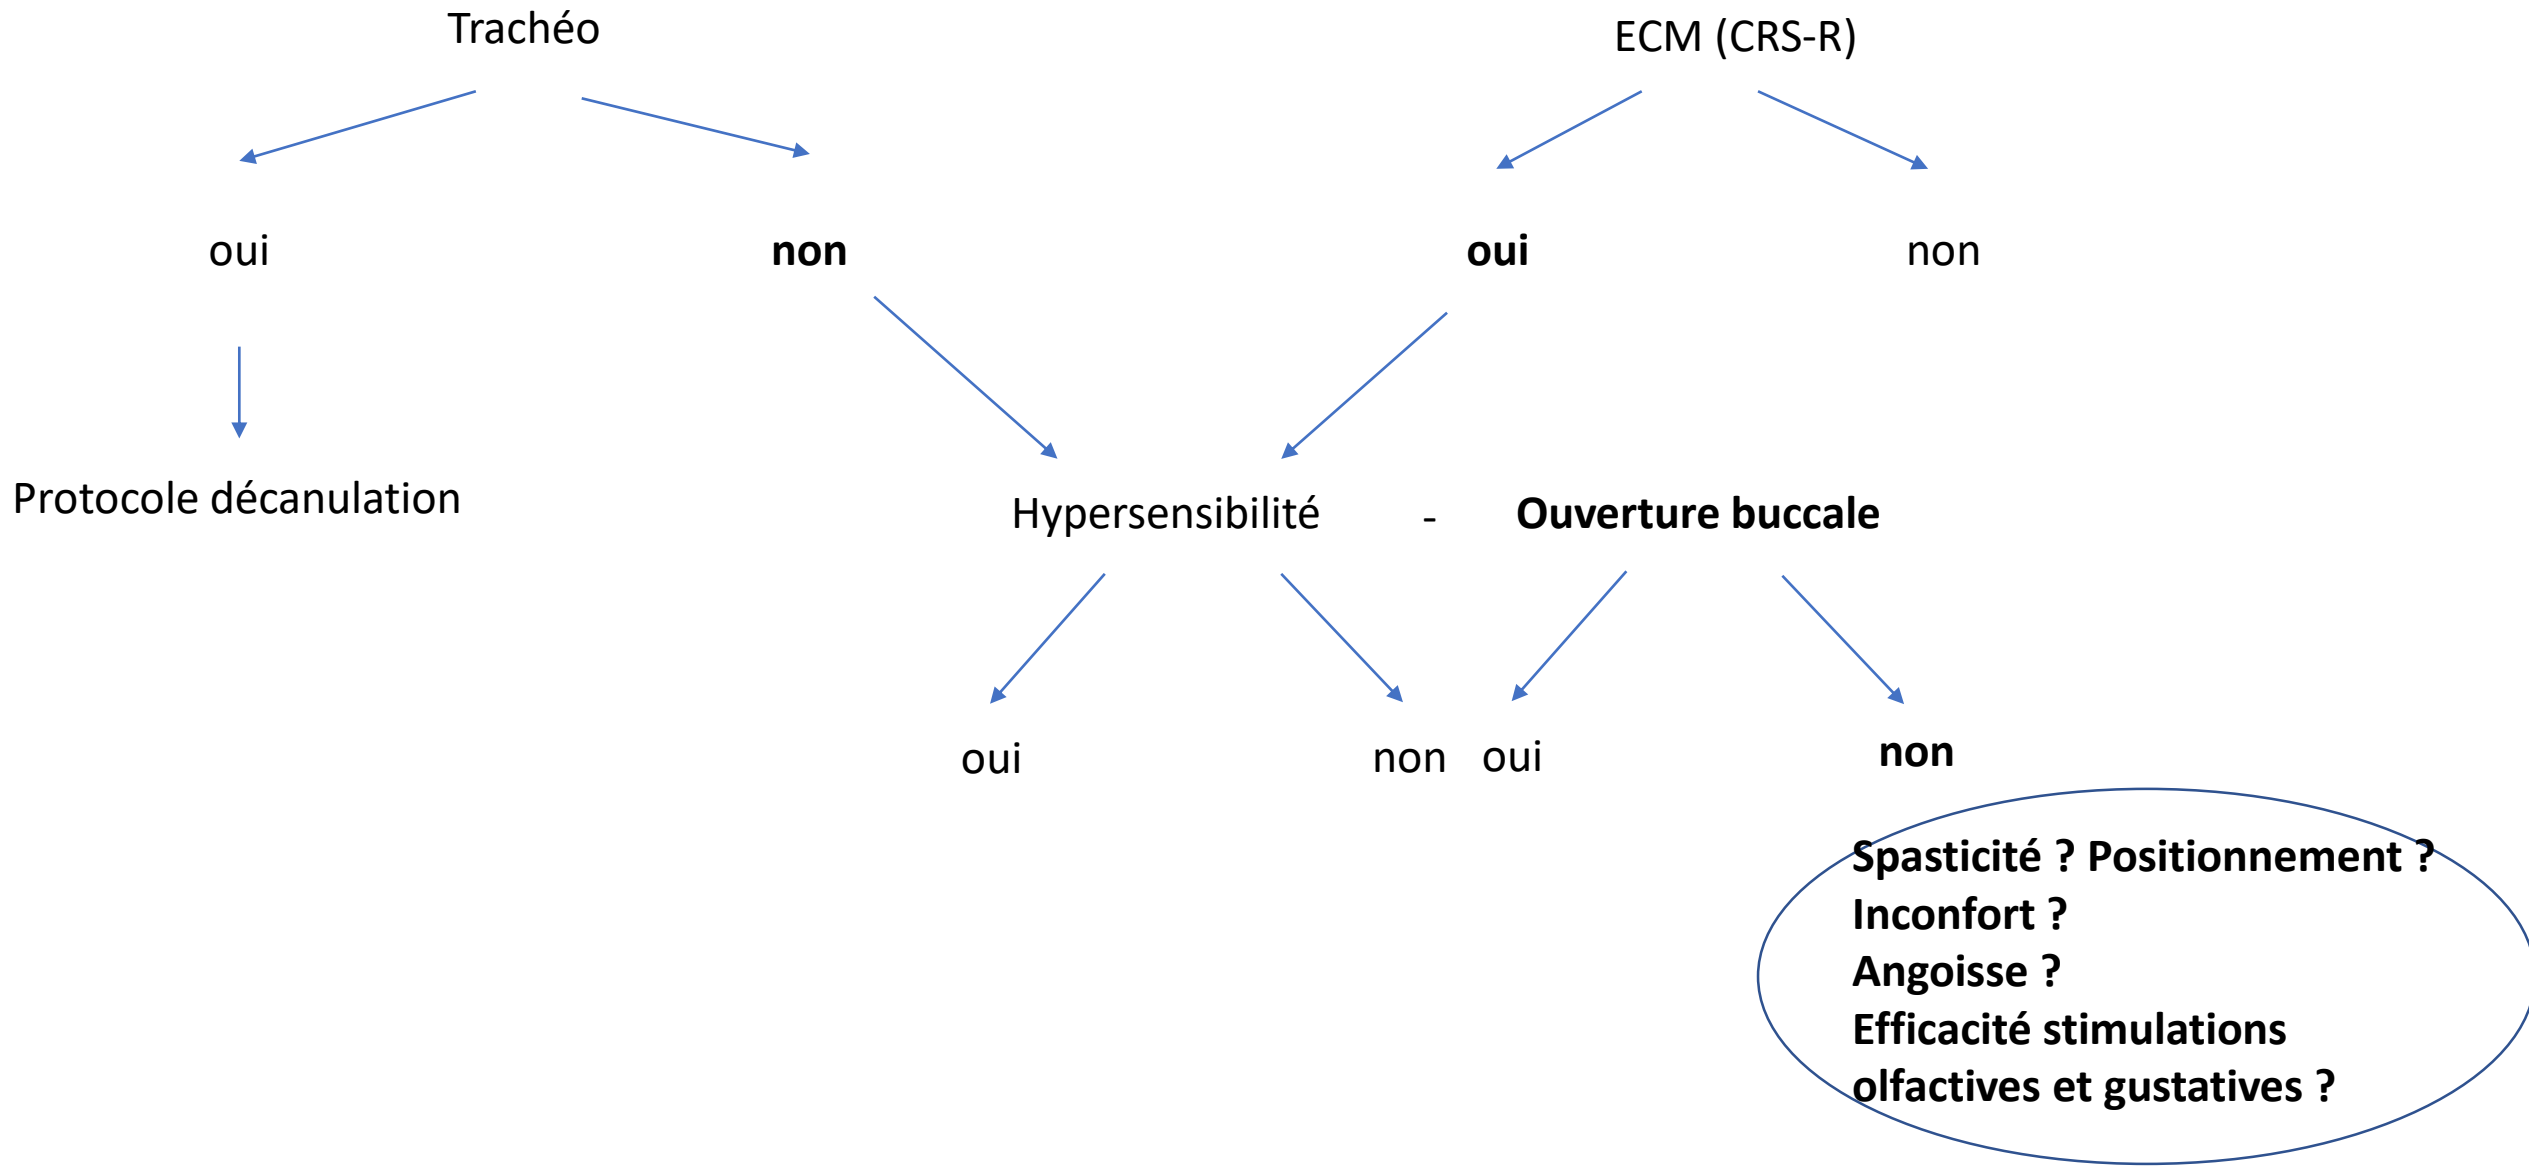 Trachéo
ECM (CRS-R)
oui
non
oui
non
Protocole décanulation
Hypersensibilité - Ouverture buccale
oui
non
oui
non
Spasticité ? Positionnement ?
Inconfort ?
Angoisse ?
Efficacité stimulations
olfactives et gustatives ?